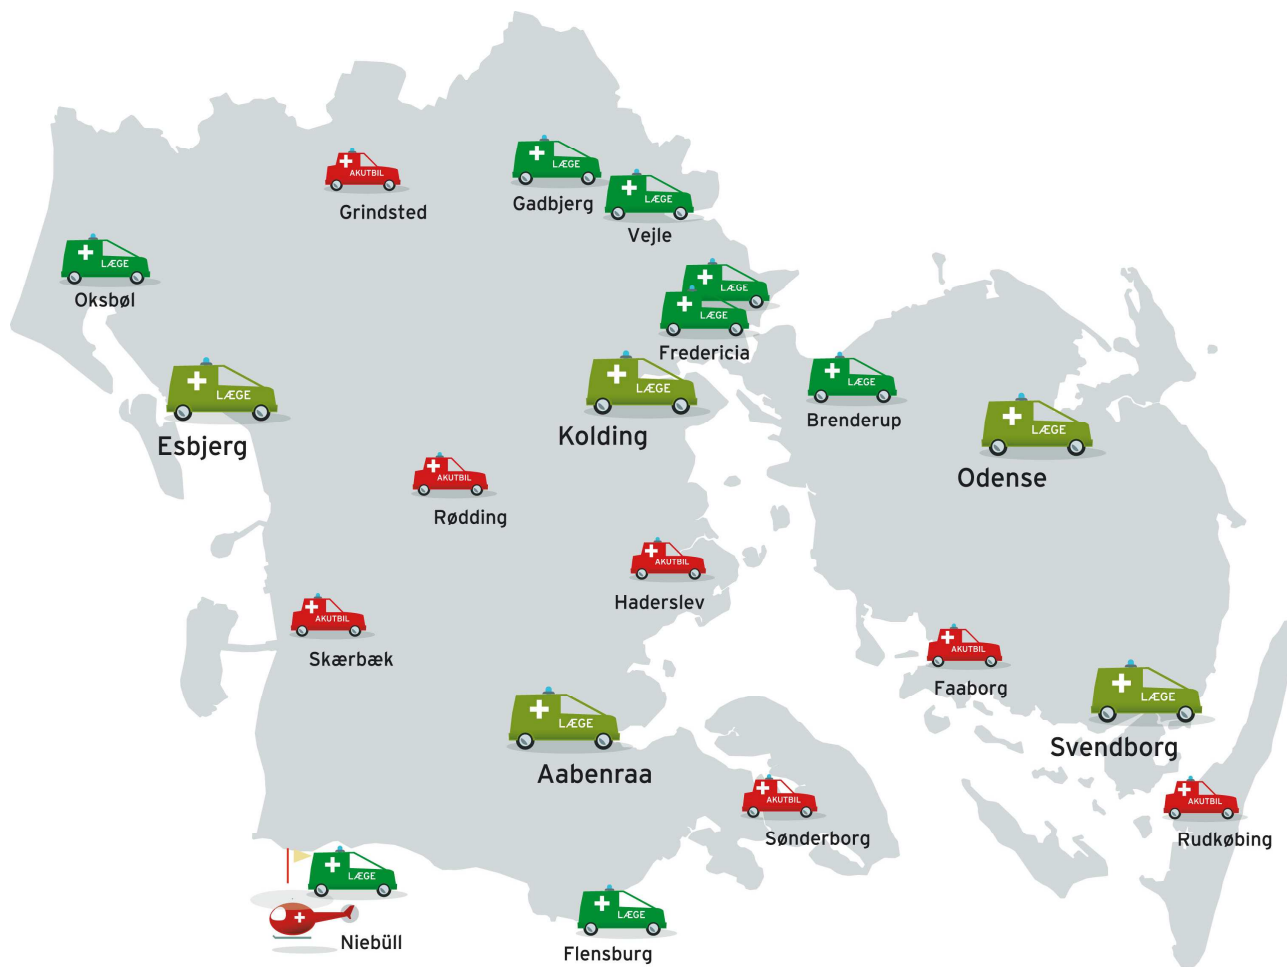 LÆGE
Gadbjerg
AKUTBIL
Grindsted
LÆGE
Vejle
LÆGE
Oksbøl
LÆGE
LÆGE
Fredericia
LÆGE
Esbjerg
LÆGE
Kolding
LÆGE
Brenderup
LÆGE
Odense
AKUTBIL
Rødding
AKUTBIL
Haderslev
AKUTBIL
Skærbæk
AKUTBIL
Faaborg
LÆGE
Svendborg
LÆGE
Aabenraa
AKUTBIL
Sønderborg
AKUTBIL
Rudkøbing
LÆGE
Niebüll
LÆGE
Flensburg